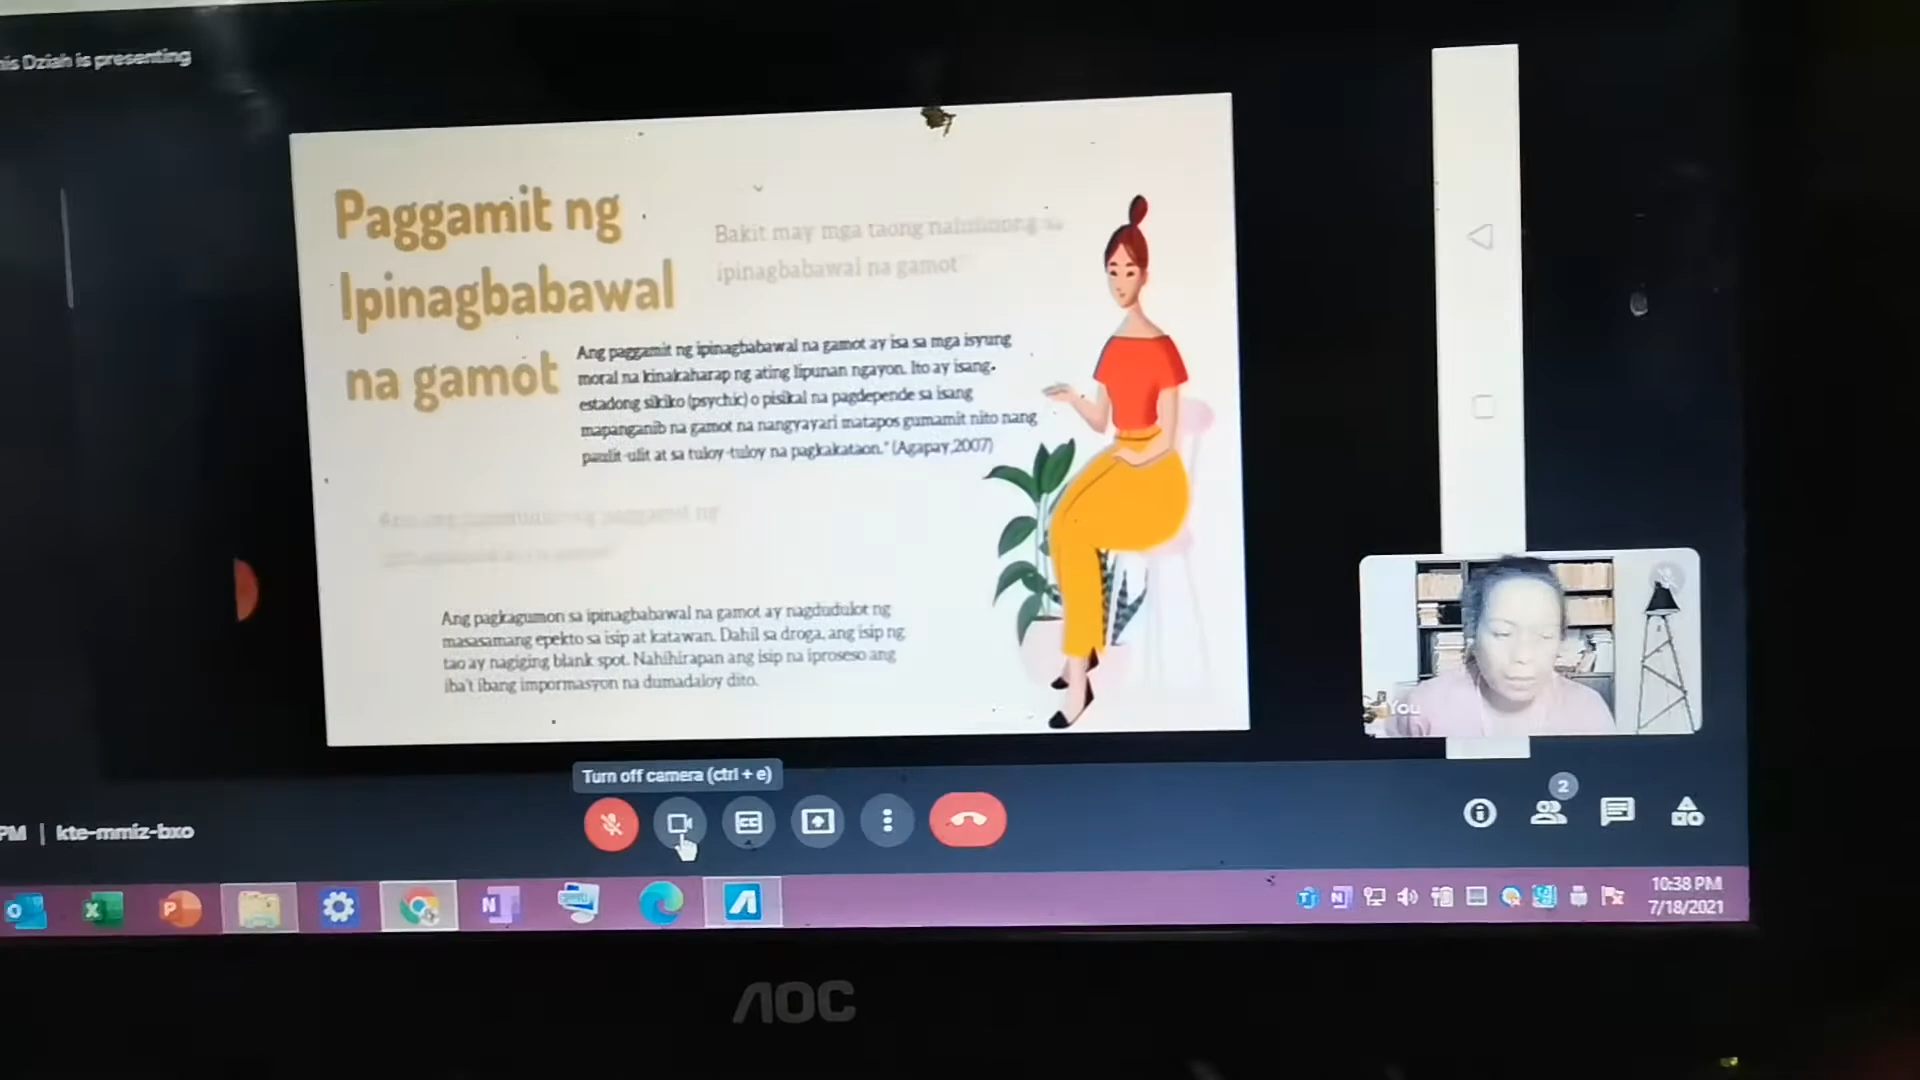 is Dziah is presenting
Paggamit ng
Ipinagbabawal
na gamot
Bakit may mga taong
ipinagbabawal na gamot
Ang paggamit ng ipinagbabawal na gamot ay isa sa mga isyung
moral na kinakaharap ng ating lipunan ngayon. Ito ay isang
estadong sikiko (psychic) o pisikal na pagdepende sa isang
mapanganib na gamot na nangyayari matapos gumamit nito nang
paulit-ulit at sa tuloy-tuloy na pagkakataon." (Agapay,2007)
paggamit ng
Ang pagkagumon sa ipinagbabawal na gamot ay nagdudulot ng
masasamang epekto sa isip at katawan. Dahil sa droga, ang isip ng
tao ay nagiging blank spot. Nahihirapan ang isip na iproseso ang
iba't ibang impormasyon na dumadaloy dito.
You
Turn off camera (ctrl + e)
2
PM | kte-mmiz-bxo
10:38 PM
7/18/2021
AOC